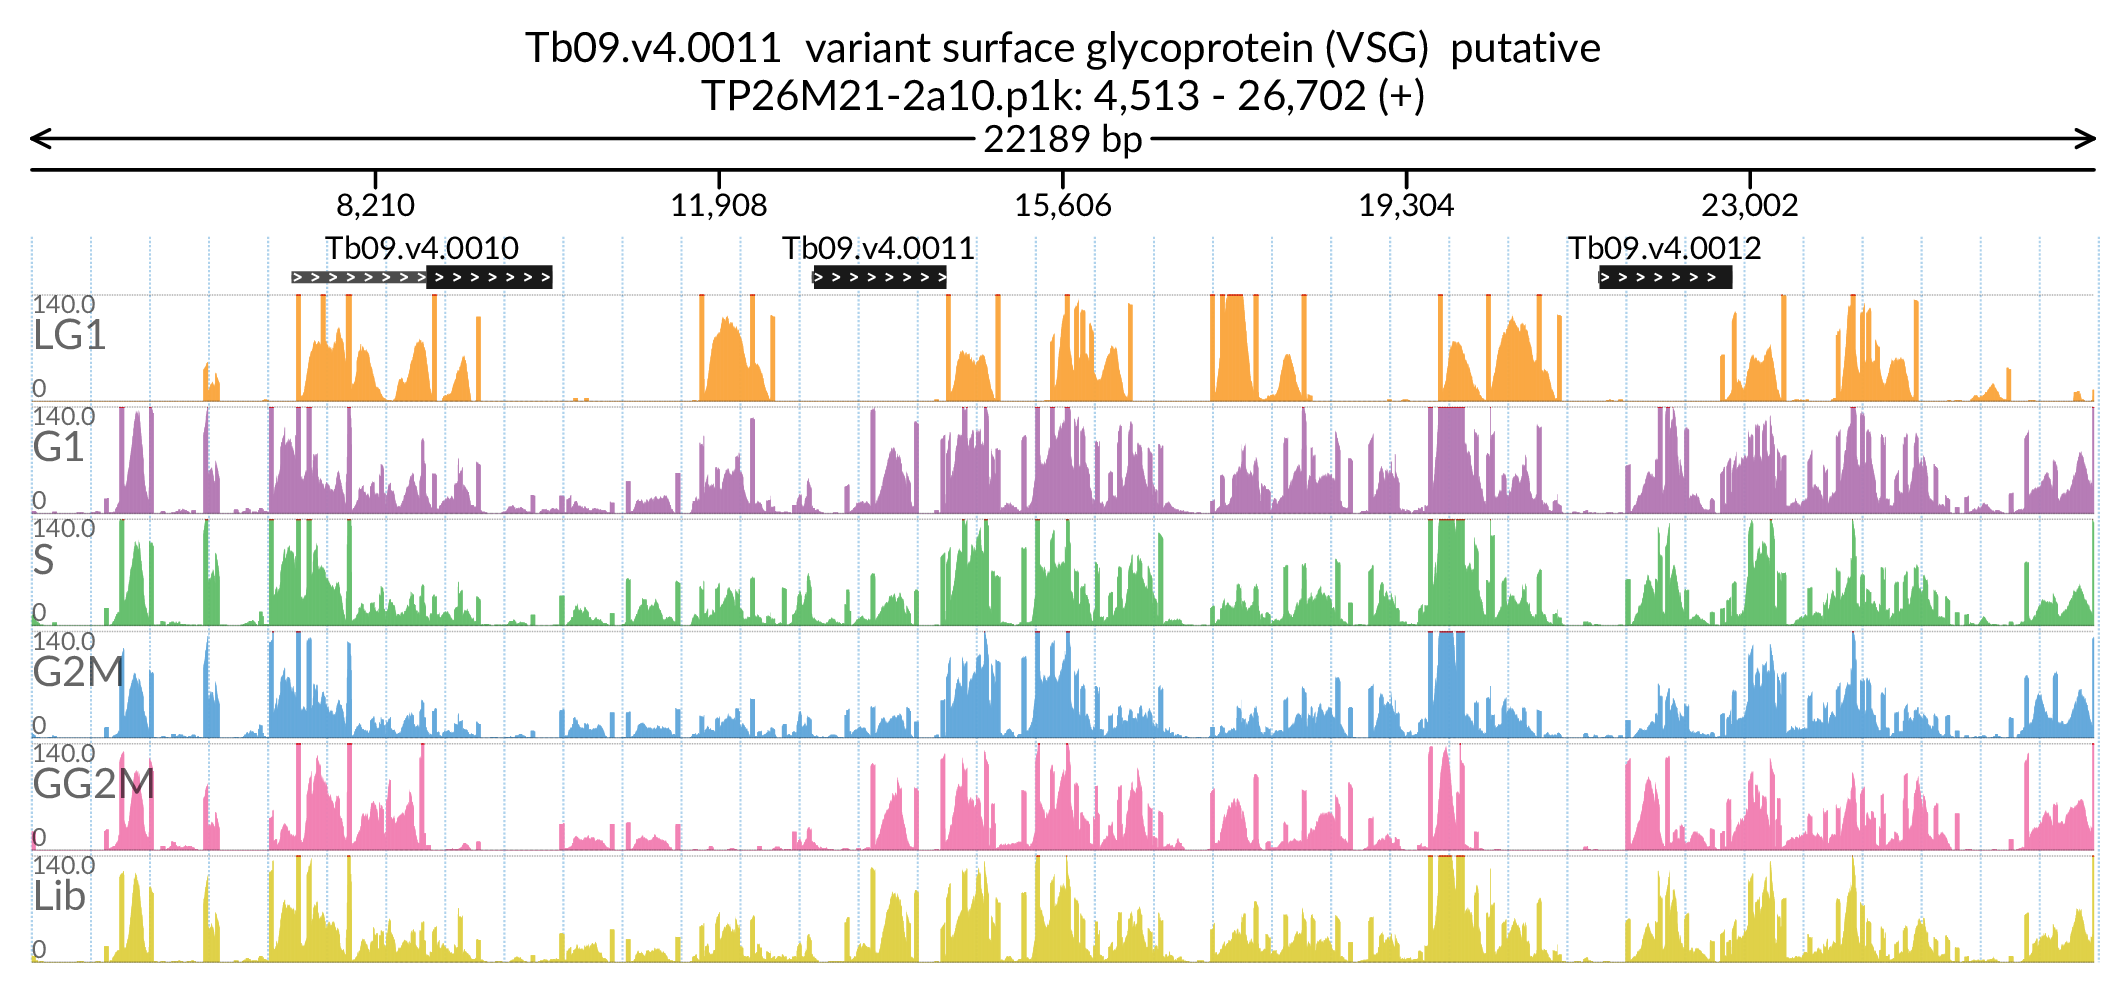 Tb09.v4.0011 variant surface glycoprotein (VSG) putative
TP26M21-2a10.p1k: 4,513 - 26,702 (+)
22189 bp
8,210 11,908 15,606 19,304 23,002
Tb09.v4.0010 Tb09.v4.0011 Tb09.v4.0012
140.0
LG1
0
140.0
G1
0
140.0
S
0
140.0
G2M
0
140.0
GG2M
0
140.0
Lib
0